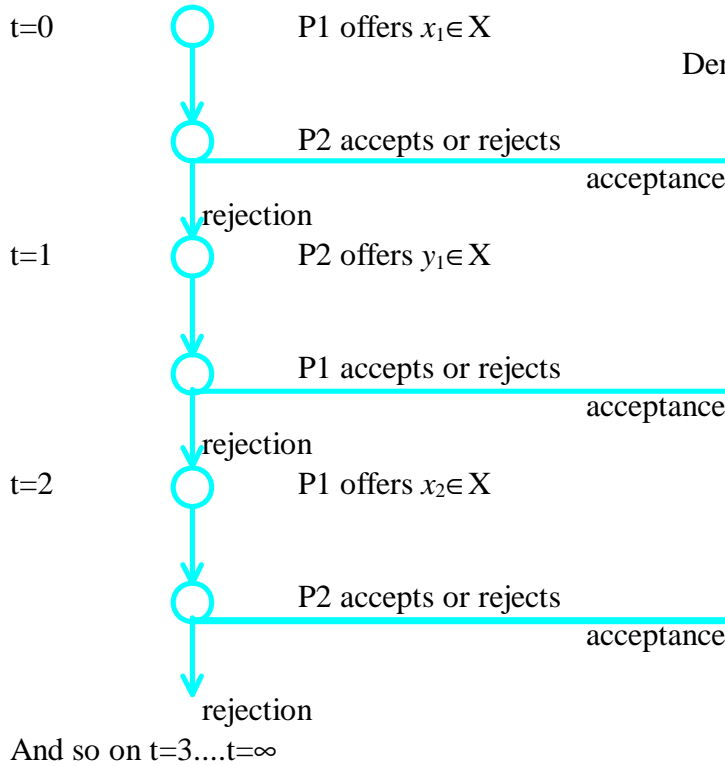 t=0 P1 offers x₁∈X
Der
P2 accepts or rejects
acceptance
rejection
t=1 P2 offers y₁∈X
P1 accepts or rejects
acceptance
rejection
t=2 P1 offers x₂∈X
P2 accepts or rejects
acceptance
rejection
And so on t=3....t=∞